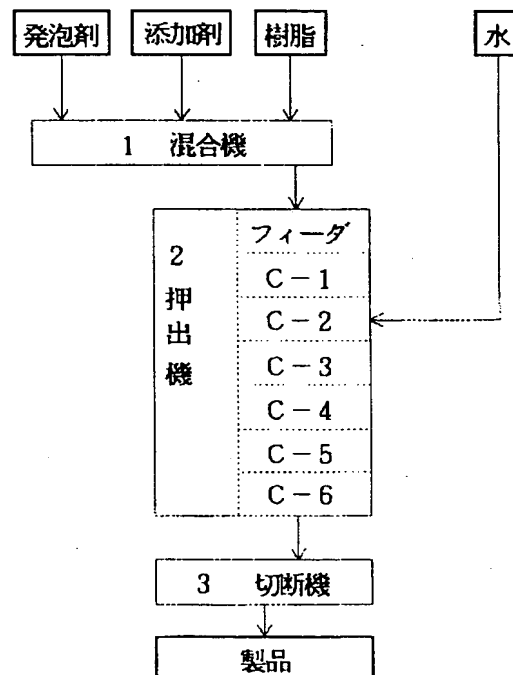 発泡剤 添加剤 樹脂 水
1 混合機
2 押出機
フィーダ
C-1
C-2
C-3
C-4
C-5
C-6
3 切断機
製品